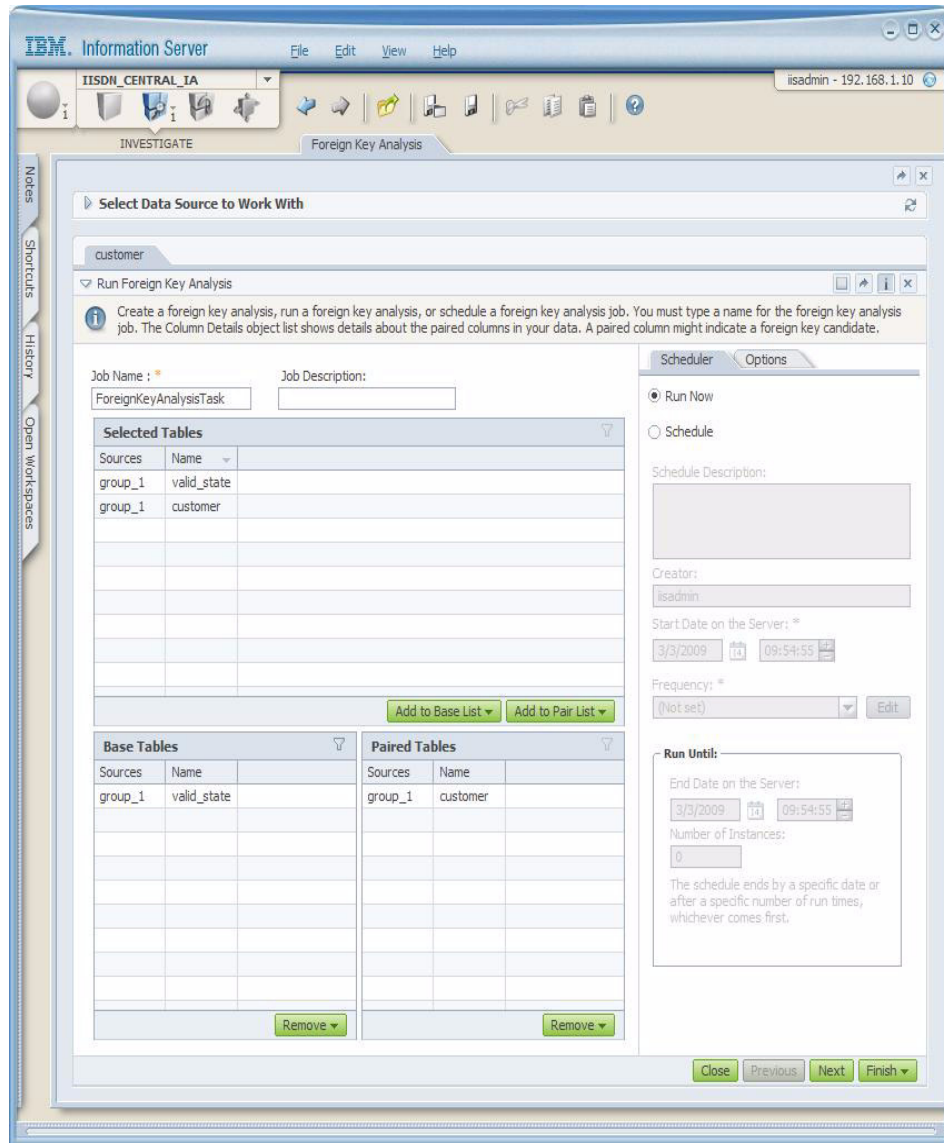 IBM. Information Server File Edit View Help
IISDN_CENTRAL_IA
iisadmin - 192.168.1.10
1 1
INVESTIGATE
Foreign Key Analysis
Notes
Shortcuts
History
Open Workspaces
Select Data Source to Work With
customer
Run Foreign Key Analysis
Create a foreign key analysis, run a foreign key analysis, or schedule a foreign key analysis job. You must type a name for the foreign key analysis
job. The Column Details object list shows details about the paired columns in your data. A paired column might indicate a foreign key candidate.
Job Name : * Job Description:
ForeignKeyAnalysisTask
Selected Tables
Sources Name
group_1 valid_state
group_1 customer
Add to Base List Add to Pair List
Base Tables
Sources Name
group_1 valid_state
Remove
Paired Tables
Sources Name
group_1 customer
Remove
Scheduler Options
Run Now
Schedule
Schedule Description:
Creator:
iisadmin
Start Date on the Server: *
3/3/2009 14 09:54:55
Frequency: *
(Not set) Edit
Run Until:
End Date on the Server:
3/3/2009 14 09:54:55
Number of Instances:
0
The schedule ends by a specific date or
after a specific number of run times,
whichever comes first.
Close Previous Next Finish